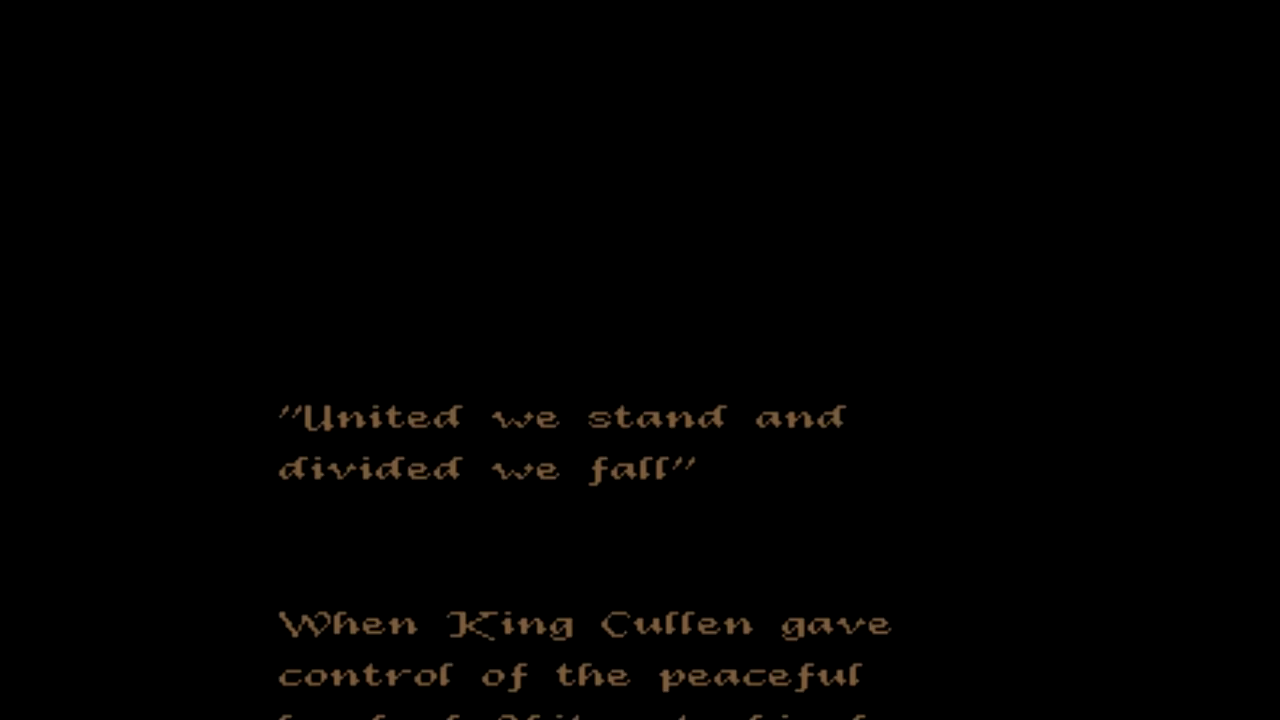 "United we stand and
divided we fall"
When King Cullen gave
control of the peaceful